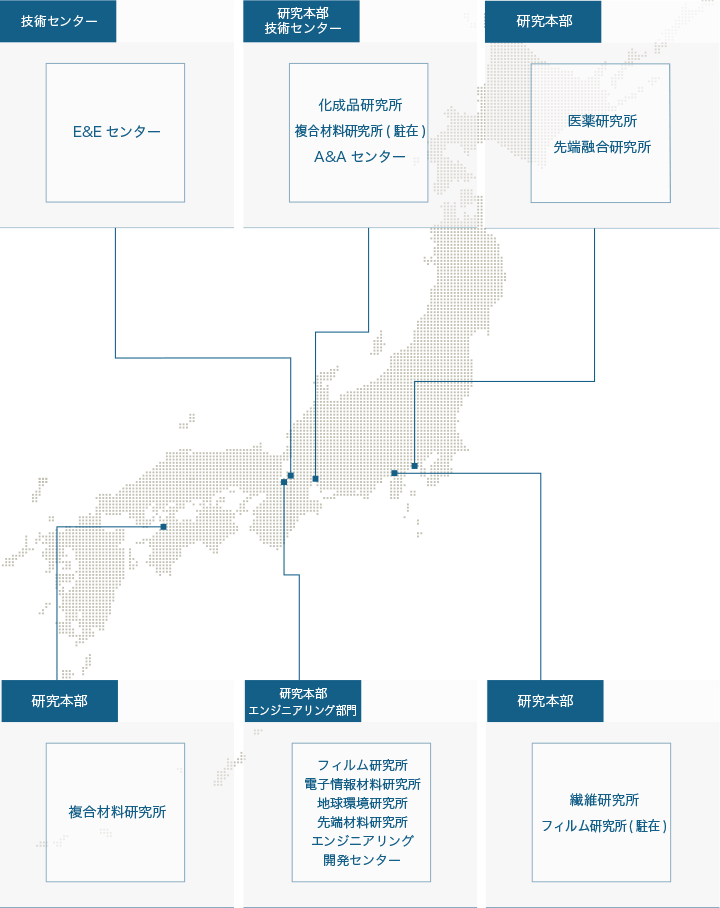 技術センター
E&E センター
研究本部
技術センター
化成品研究所
複合材料研究所 ( 駐在 )
A&A センター
研究本部
医薬研究所
先端融合研究所
研究本部
複合材料研究所
研究本部
エンジニアリング部門
フィルム研究所
電子情報材料研究所
地球環境研究所
先端材料研究所
エンジニアリング
開発センター
研究本部
繊維研究所
フィルム研究所 ( 駐在 )